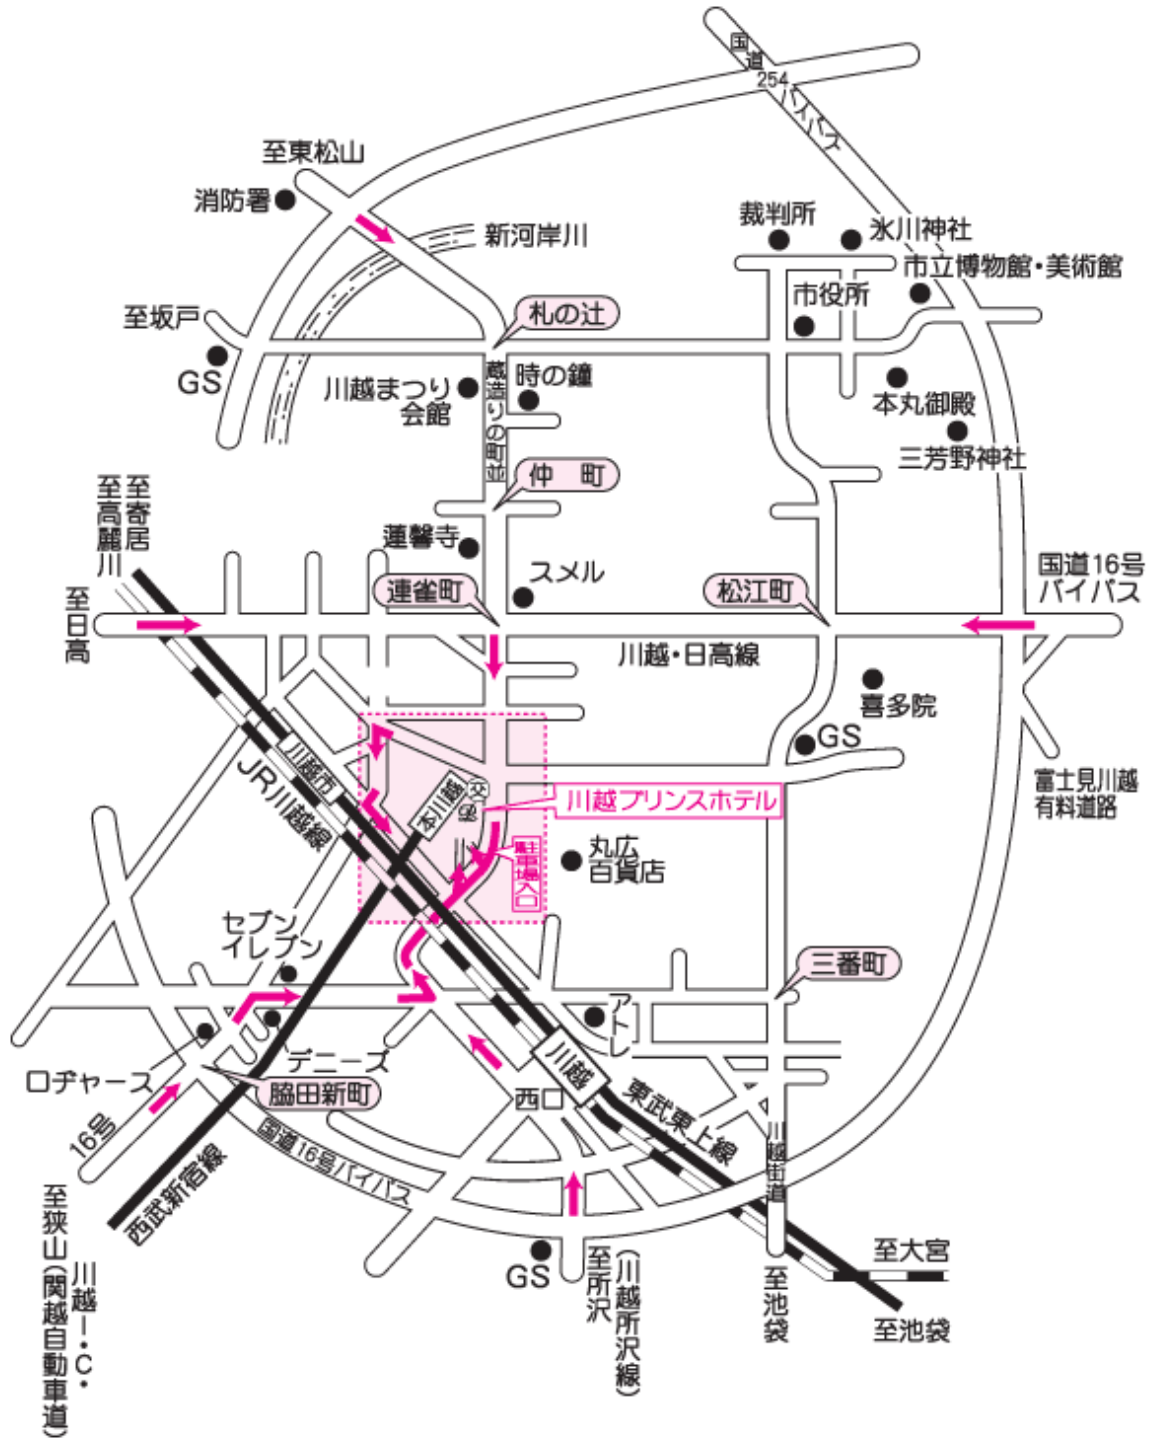 国道
254
バイパス
至東松山
消防署
新河岸川
裁判所
氷川神社
市立博物館・美術館
市役所
至坂戸
GS
札の辻
川越まつり
会館
蔵造りの町並
時の鐘
本丸御殿
三芳野神社
仲 町
至寄居
至高麗川
蓮馨寺
スメル
連雀町
松江町
国道16号
バイパス
至日高
川越・日高線
喜多院
GS
富士見川越
有料道路
川越市
JR川越線
本川越
交番
川越プリンスホテル
駐車場入口
丸広
百貨店
セブン
イレブン
三番町
アトレ
ロヂャース
デニーズ
脇田新町
川越
西口
東武東上線
16号
国道16号バイパス
西武新宿線
川越街道
至狭山(関越自動車道)
川越I・C・
GS
至所沢
(川越所沢線)
至池袋
至大宮
至池袋